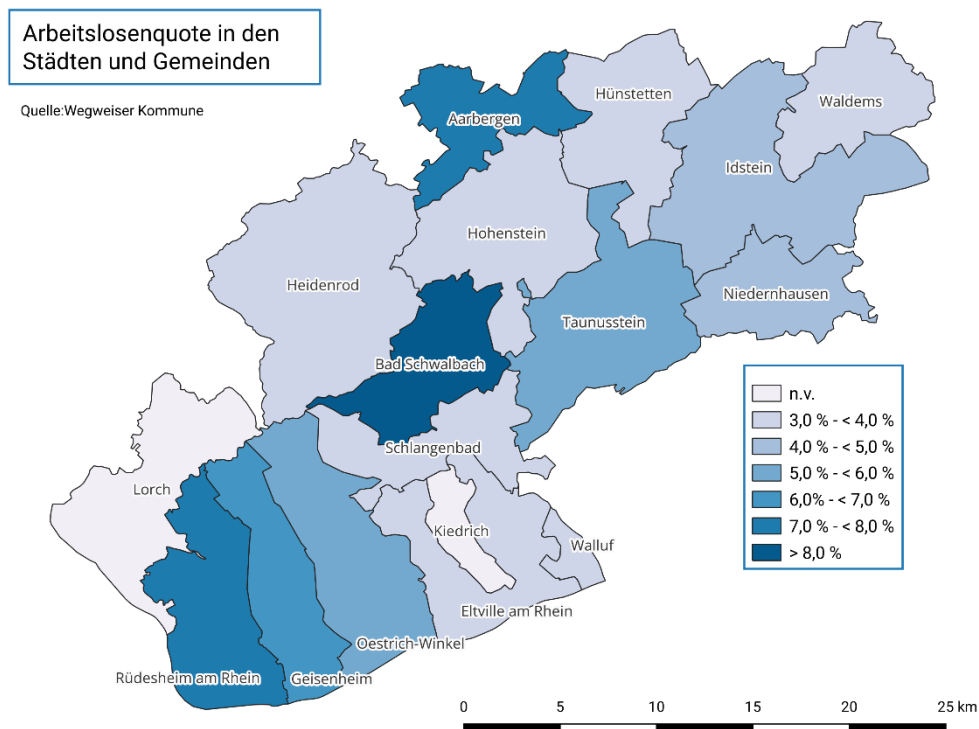 Arbeitslosenquote in den
Städten und Gemeinden
Quelle:Wegweiser Kommune
Hünstetten
Waldems
Aarbergen
Idstein
Hohenstein
Heidenrod
Niedernhausen
Taunusstein
Bad Schwalbach
Schlangenbad
Lorch
Kiedrich
Walluf
Eltville am Rhein
Oestrich-Winkel
Rüdesheim am Rhein
Geisenheim
n.v.
3,0 % - < 4,0 %
4,0 % - < 5,0 %
5,0 % - < 6,0 %
6,0% - < 7,0 %
7,0 % - < 8,0 %
> 8,0 %
0 5 10 15 20 25 km